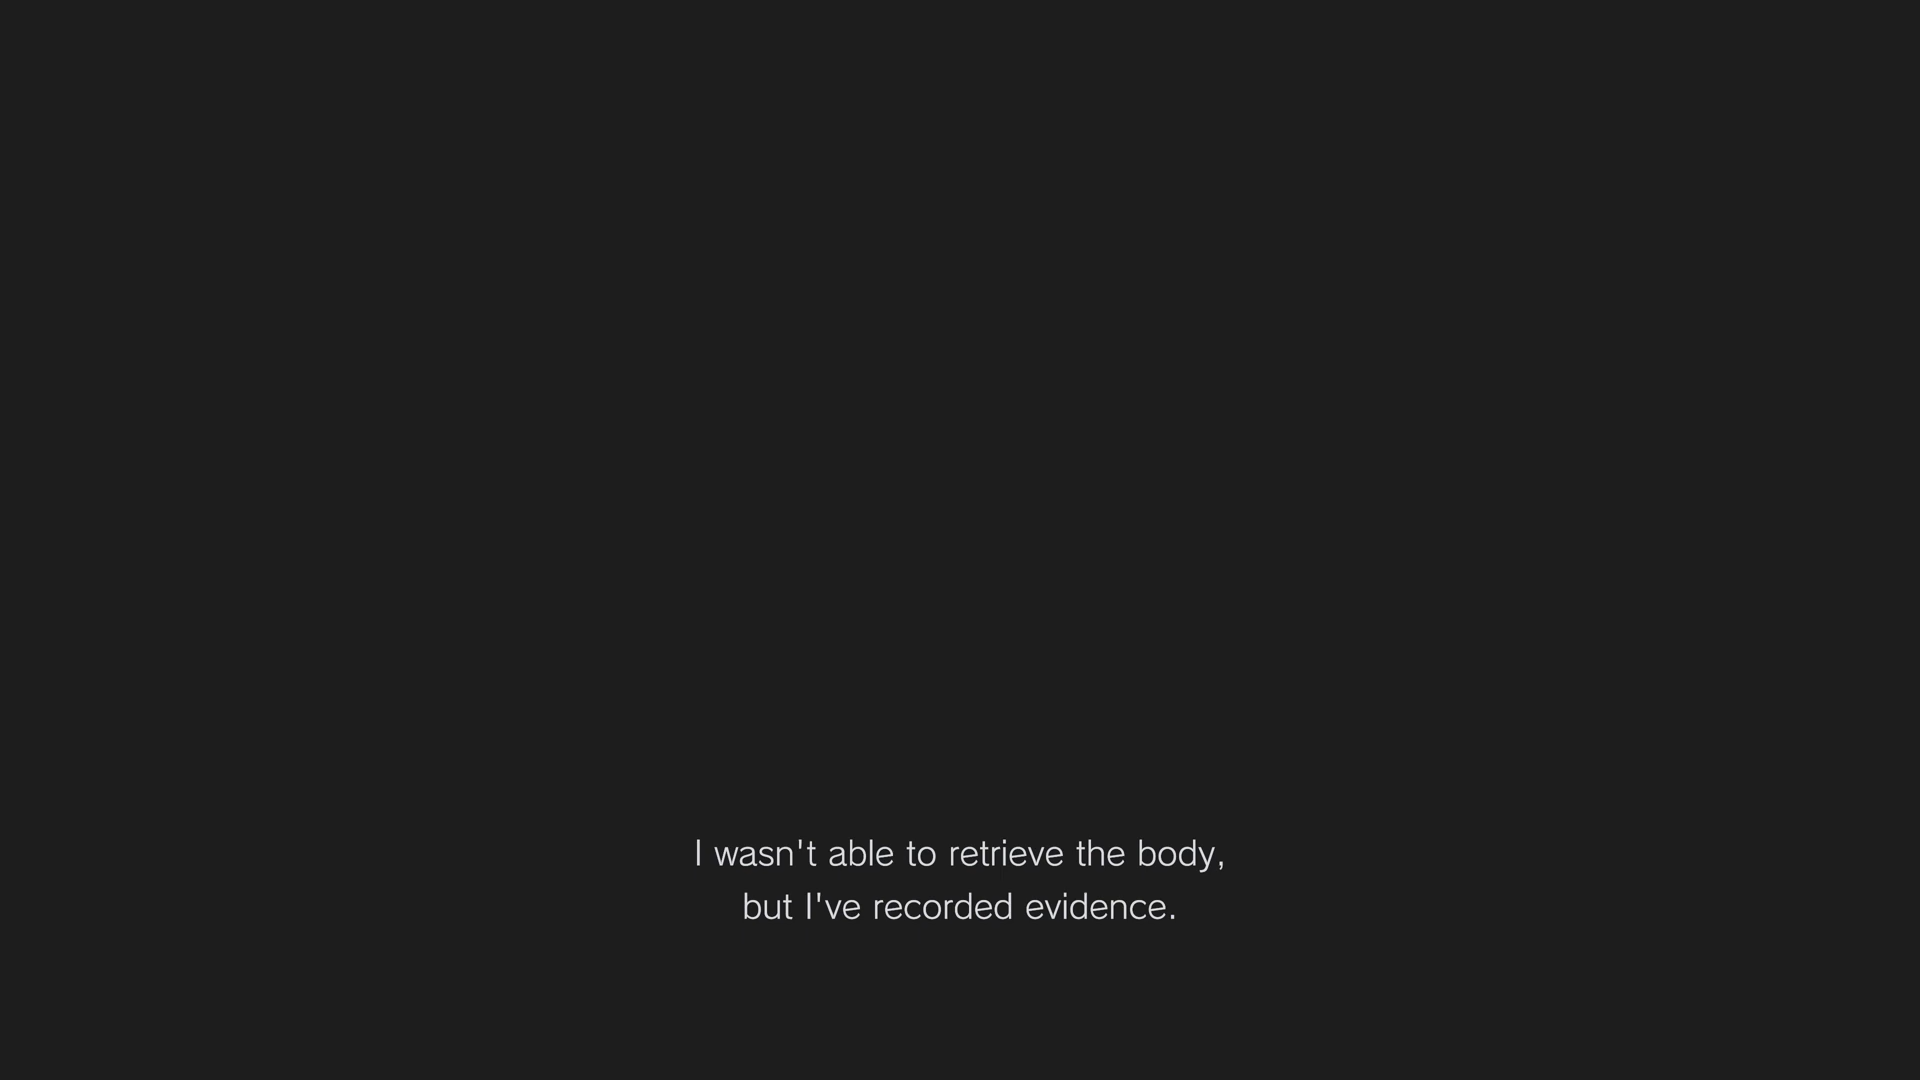 I wasn't able to retrieve the body,
but I've recorded evidence.